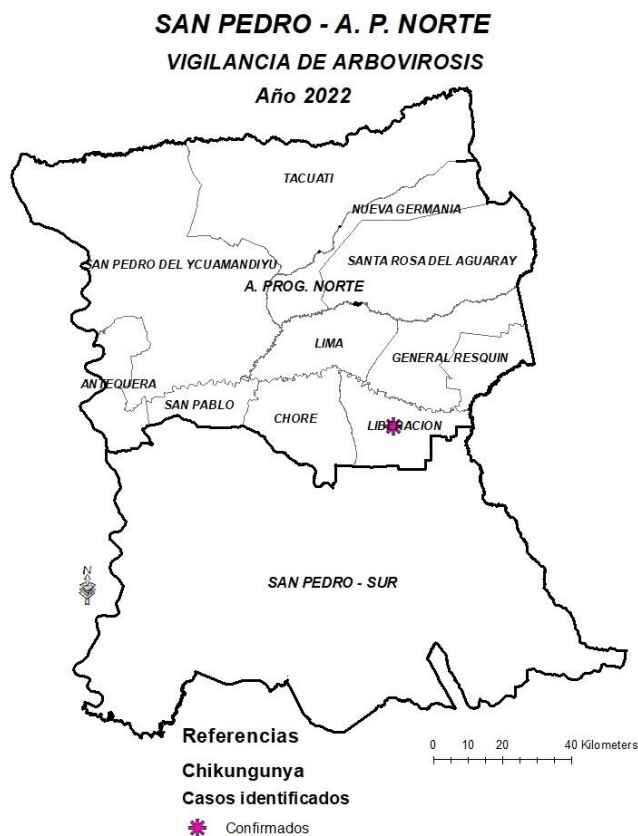 SAN PEDRO - A. P. NORTE
VIGILANCIA DE ARBOVIROSIS
Año 2022
TACUATI
NUEVA GERMANIA
SAN PEDRO DEL YCUAMANDIYU
SANTA ROSA DEL AGUARAY
A. PROG. NORTE
LIMA
GENERAL RESQUIN
ANTEQUERA
SAN PABLO
CHORE
LIBERACION
SAN PEDRO - SUR
N
Referencias
Chikungunya
Casos identificados
Confirmados
0 10 20 40 Kilometers